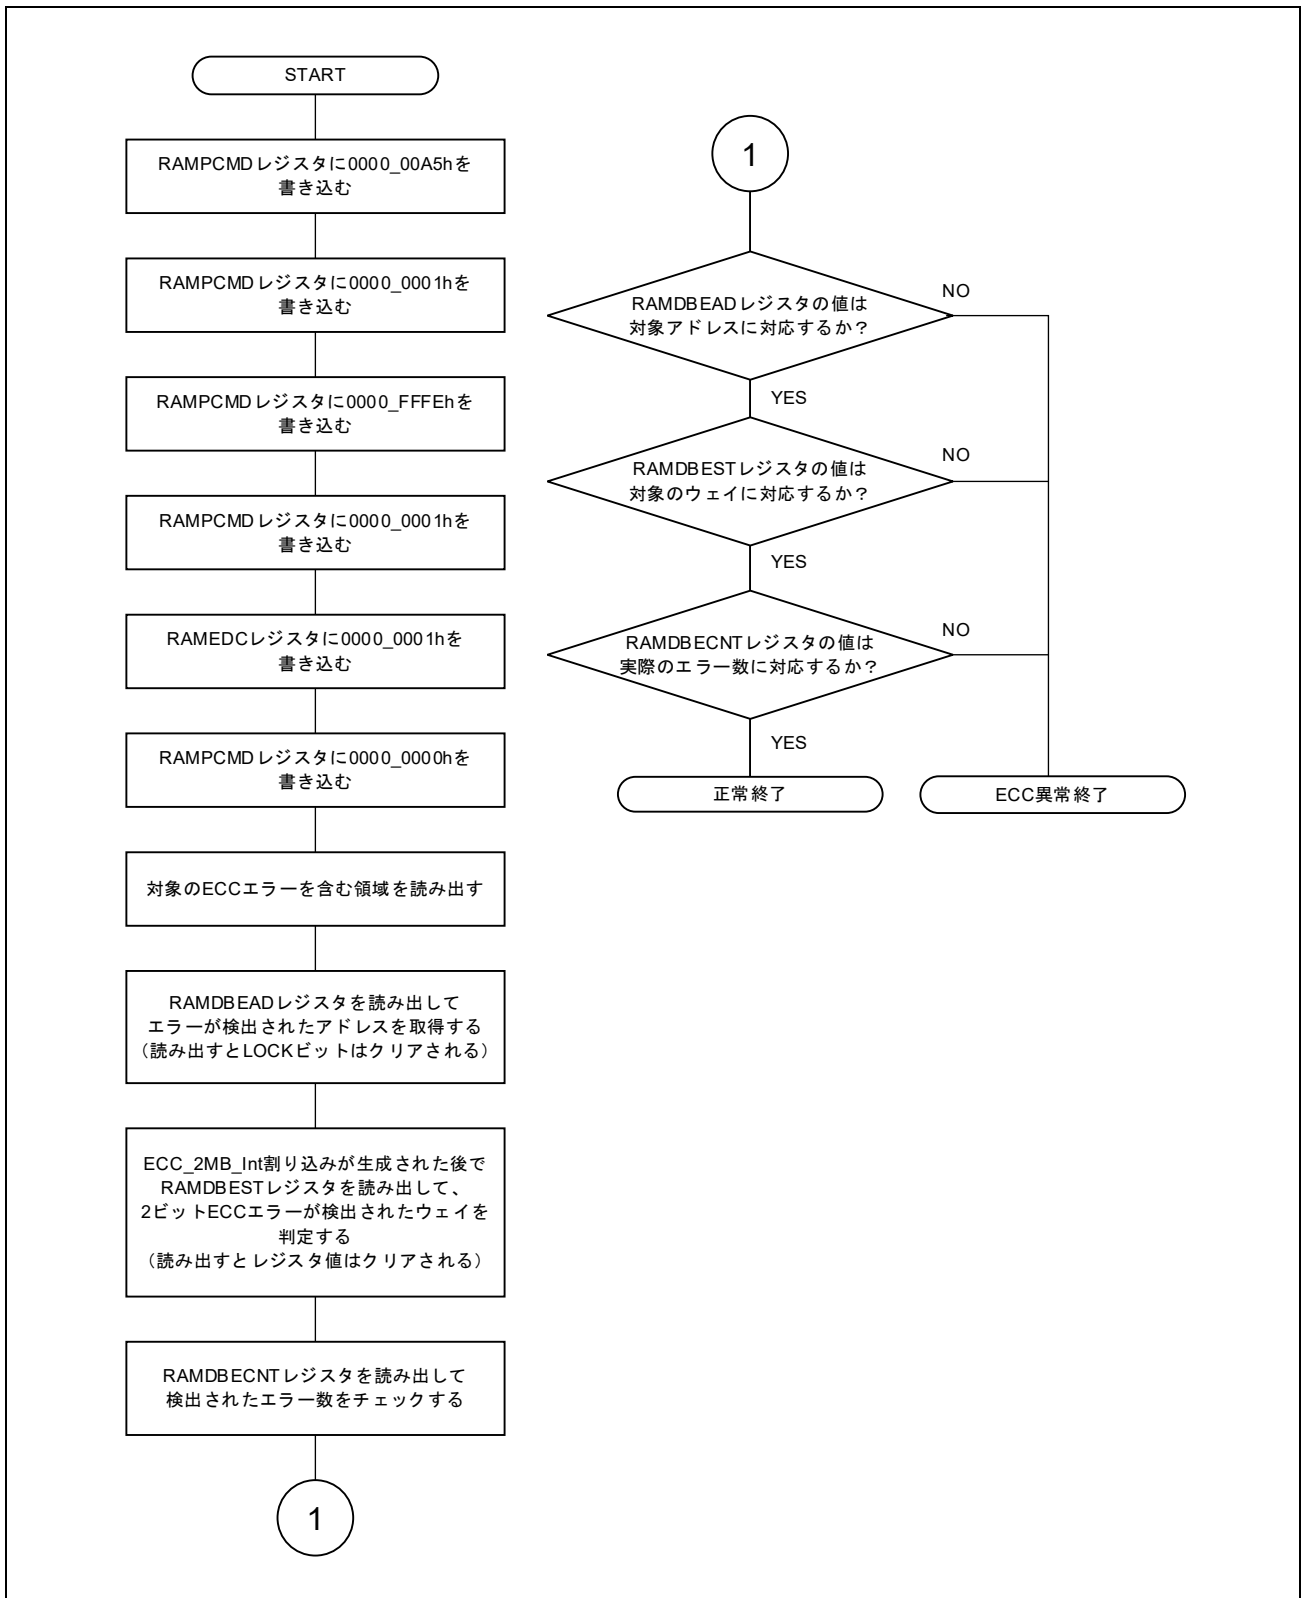 START
RAMPCMDレジスタに0000_00A5hを
書き込む
RAMPCMDレジスタに0000_0001hを
書き込む
RAMPCMDレジスタに0000_FFFEhを
書き込む
RAMPCMDレジスタに0000_0001hを
書き込む
RAMEDCレジスタに0000_0001hを
書き込む
RAMPCMDレジスタに0000_0000hを
書き込む
対象のECCエラーを含む領域を読み出す
RAMDBEADレジスタを読み出して
エラーが検出されたアドレスを取得する
（読み出すとLOCKビットはクリアされる）
ECC_2MB_Int割り込みが生成された後で
RAMDBESTレジスタを読み出して、
2ビットECCエラーが検出されたウェイを
判定する
（読み出すとレジスタ値はクリアされる）
RAMDBECNTレジスタを読み出して
検出されたエラー数をチェックする
1
1
RAMDBEADレジスタの値は
対象アドレスに対応するか？
NO
YES
RAMDBESTレジスタの値は
対象のウェイに対応するか？
NO
YES
RAMDBECNTレジスタの値は
実際のエラー数に対応するか？
NO
YES
正常終了
ECC異常終了